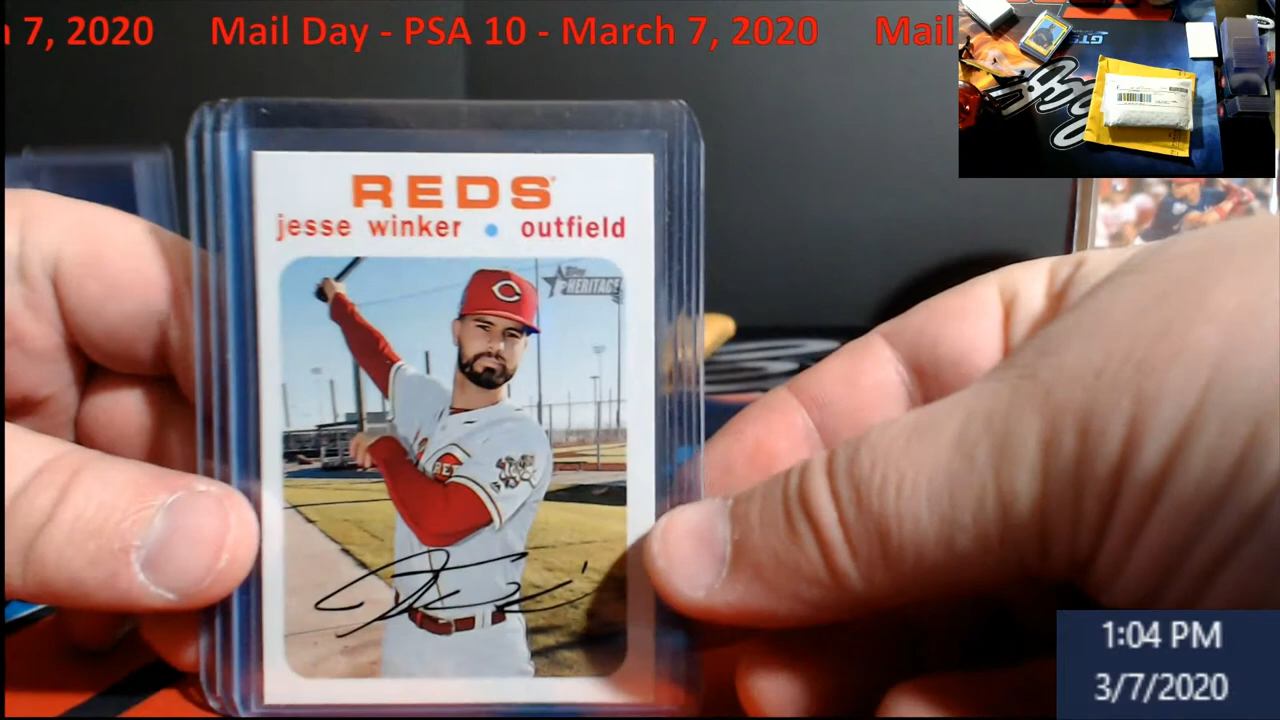 7, 2020 Mail Day - PSA 10 - March 7, 2020 Mail
REDS
jesse winker • outfield
Topps
HERITAGE
C
1:04 PM
3/7/2020